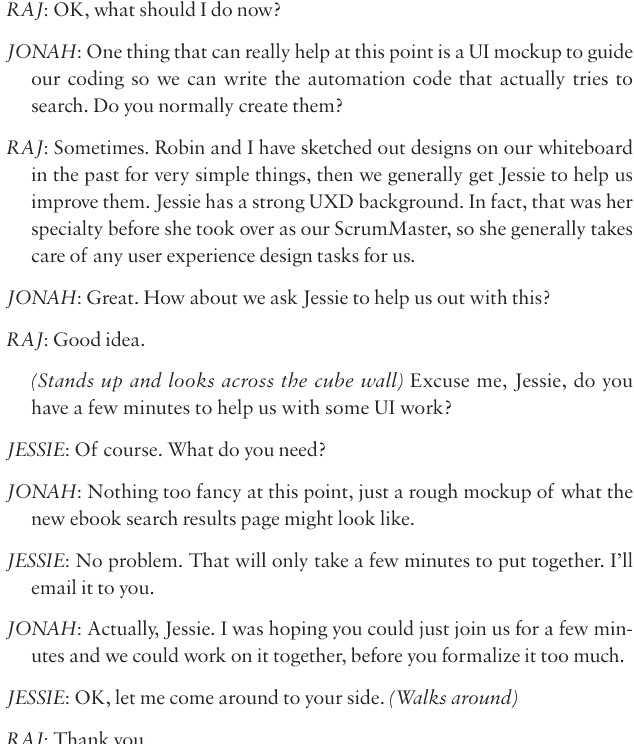 RAJ: OK, what should I do now?
JONAH: One thing that can really help at this point is a UI mockup to guide
our coding so we can write the automation code that actually tries to
search. Do you normally create them?
RAJ: Sometimes. Robin and I have sketched out designs on our whiteboard
in the past for very simple things, then we generally get Jessie to help us
improve them. Jessie has a strong UXD background. In fact, that was her
specialty before she took over as our ScrumMaster, so she generally takes
care of any user experience design tasks for us.
JONAH: Great. How about we ask Jessie to help us out with this?
RAJ: Good idea.
(Stands up and looks across the cube wall) Excuse me, Jessie, do you
have a few minutes to help us with some UI work?
JESSIE: Of course. What do you need?
JONAH: Nothing too fancy at this point, just a rough mockup of what the
new ebook search results page might look like.
JESSIE: No problem. That will only take a few minutes to put together. I’ll
email it to you.
JONAH: Actually, Jessie. I was hoping you could just join us for a few min-
utes and we could work on it together, before you formalize it too much.
JESSIE: OK, let me come around to your side. (Walks around)
RAJ: Thank you